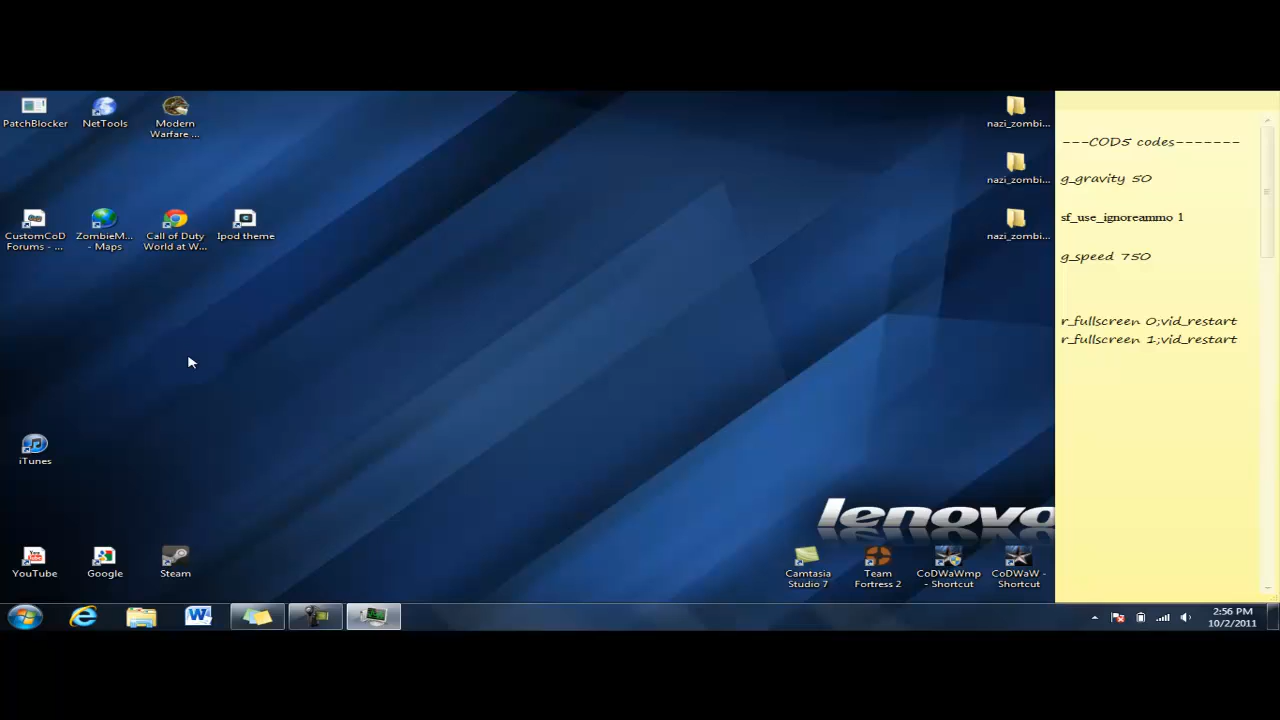 PatchBlocker
NetTools
Modern
Warfare ...
nazi_zombi...
nazi_zombi...
nazi_zombi...
CustomCoD
Forums - ...
ZombieM...
- Maps
Call of Duty
World at W...
Ipod theme
iTunes
YouTube
Google
Steam
lenovo
Camtasia
Studio 7
Team
Fortress 2
CoDWaWmp
- Shortcut
CoDWaW -
Shortcut
2:56 PM
10/2/2011
---COD5 codes-------
g_gravity 50
sf_use_ignoreammo 1
g_speed 750
r_fullscreen 0;vid_restart
r_fullscreen 1;vid_restart